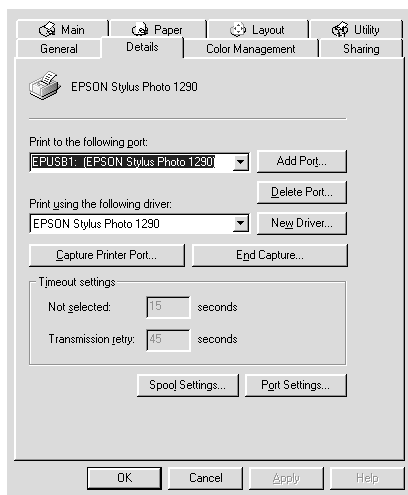 Main Paper Layout Utility
General Details Color Management Sharing
EPSON Stylus Photo 1290
Print to the following port:
EPUSB1: (EPSON Stylus Photo 1290) Add Port...
Delete Port...
Print using the following driver:
EPSON Stylus Photo 1290 New Driver...
Capture Printer Port... End Capture...
Timeout settings
Not selected: 15 seconds
Transmission retry: 45 seconds
Spool Settings... Port Settings...
OK Cancel Apply Help